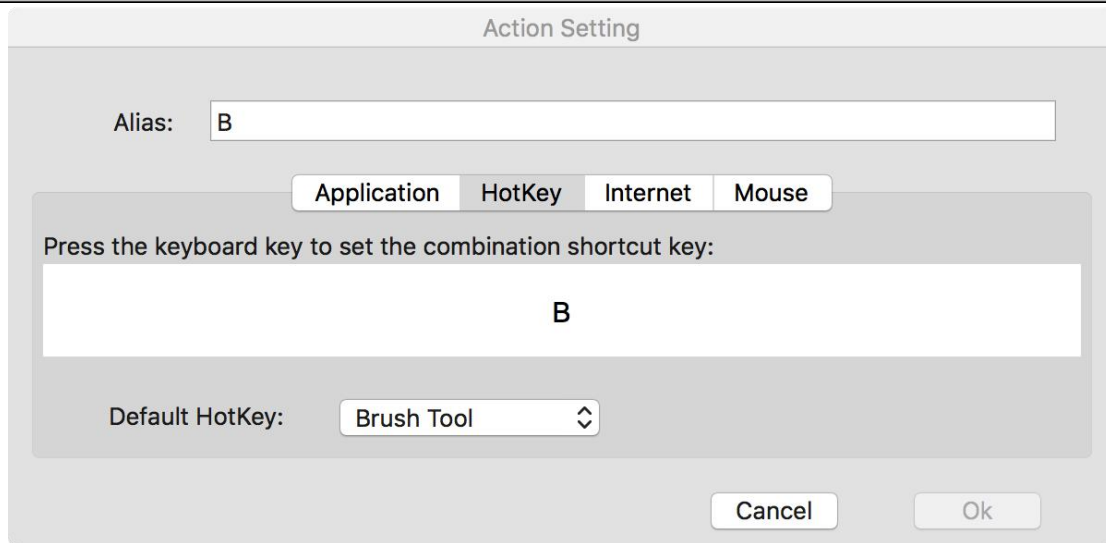 Action Setting
Alias: B
Application HotKey Internet Mouse
Press the keyboard key to set the combination shortcut key:
B
Default HotKey: Brush Tool
Cancel Ok